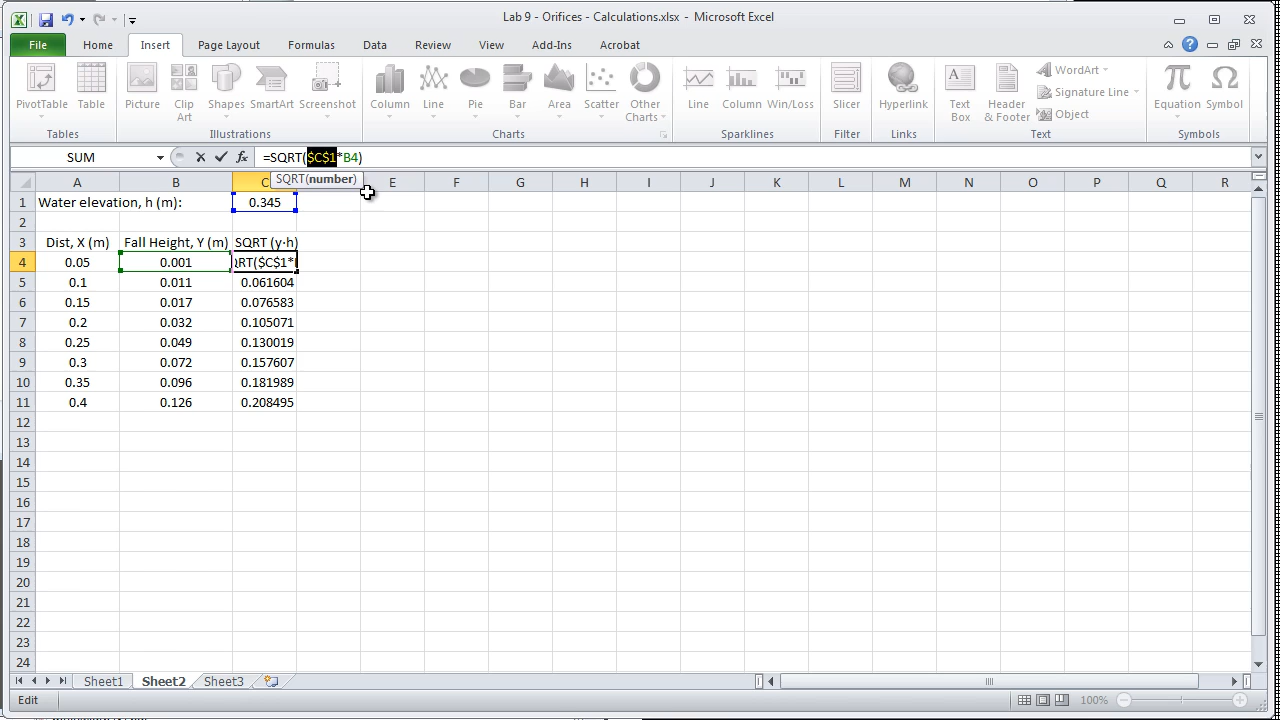 Lab 9 - Orifices - Calculations.xlsx - Microsoft Excel
File Home Insert Page Layout Formulas Data Review View Add-Ins Acrobat
PivotTable Table Picture Clip Art Shapes SmartArt Screenshot Column Line Pie Bar Area Scatter Other Charts Line Column Win/Loss Slicer Hyperlink Text Box Header & Footer WordArt Signature Line Object Equation Symbol
Tables Illustrations Charts Sparklines Filter Links Text Symbols
SUM fx =SQRT($C$1*B4)
SQRT(number)
A B C E F G H I J K L M N O P Q R
1 Water elevation, h (m): 0.345
2
3 Dist, X (m) Fall Height, Y (m) SQRT (y·h)
4 0.05 0.001 RT($C$1*
5 0.1 0.011 0.061604
6 0.15 0.017 0.076583
7 0.2 0.032 0.105071
8 0.25 0.049 0.130019
9 0.3 0.072 0.157607
10 0.35 0.096 0.181989
11 0.4 0.126 0.208495
12
13
14
15
16
17
18
19
20
21
22
23
24
Sheet1 Sheet2 Sheet3
Edit 100%